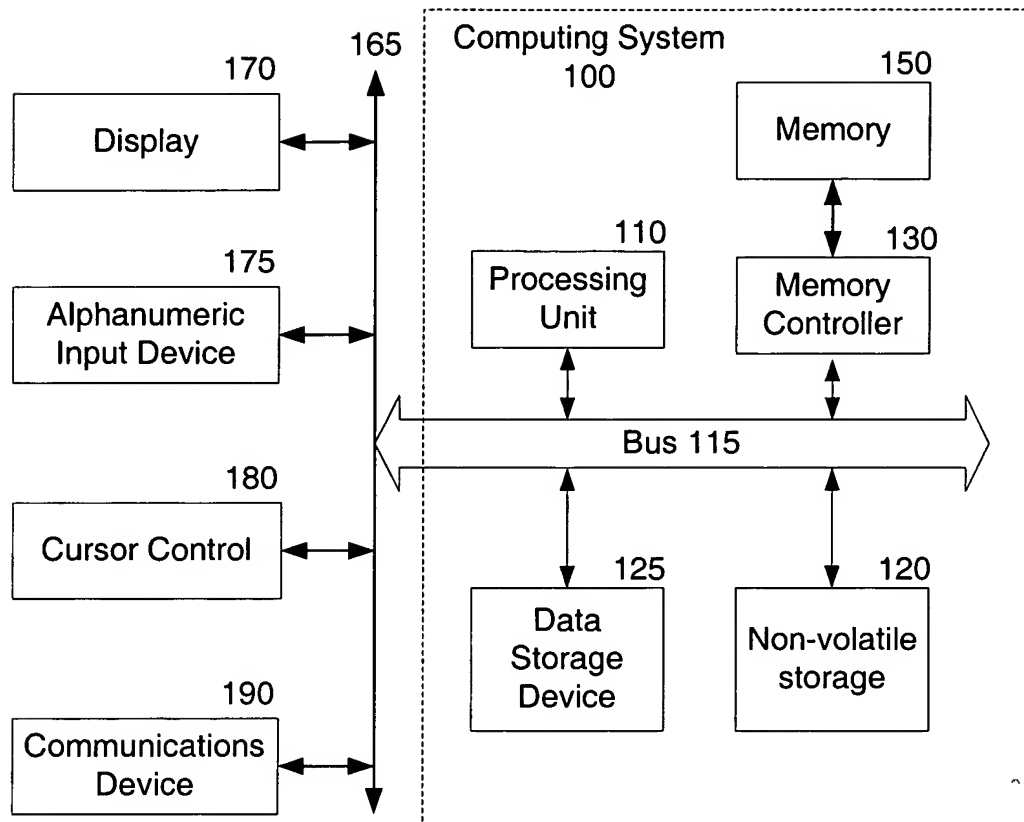 165
Computing System
100
170
Display
150
Memory
175
Alphanumeric
Input Device
110
Processing
Unit
130
Memory
Controller
Bus 115
180
Cursor Control
125
Data
Storage
Device
120
Non-volatile
storage
190
Communications
Device